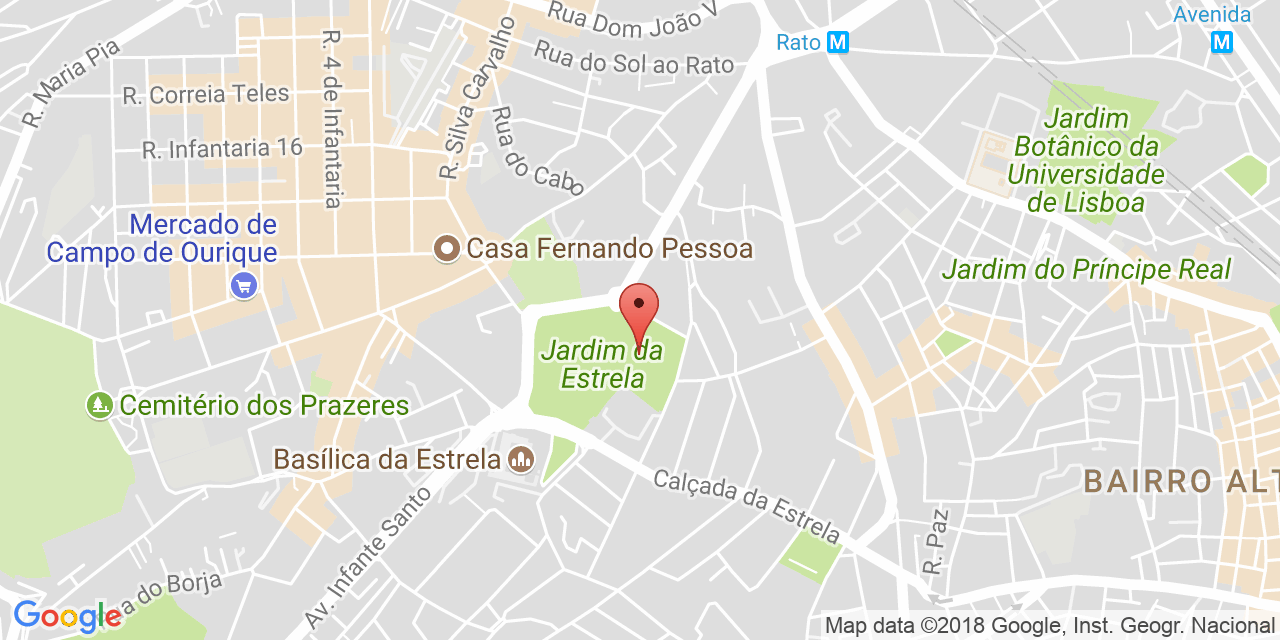 Rua Dom João V
Avenida
M
Rato M
R. Maria Pia
R. 4 de Infantaria
R. Silva Carvalho
Rua do Sol ao Rato
R. Correia Teles
R. Infantaria 16
Rua do Cabo
Jardim
Botânico da
Universidade
de Lisboa
Mercado de
Campo de Ourique
Casa Fernando Pessoa
Jardim do Príncipe Real
Jardim da
Estrela
Cemitério dos Prazeres
Basílica da Estrela
Calçada da Estrela
BAIRRO ALT
Av. Infante Santo
R. Paz
a do Borja
Google
Map data ©2018 Google, Inst. Geogr. Nacional